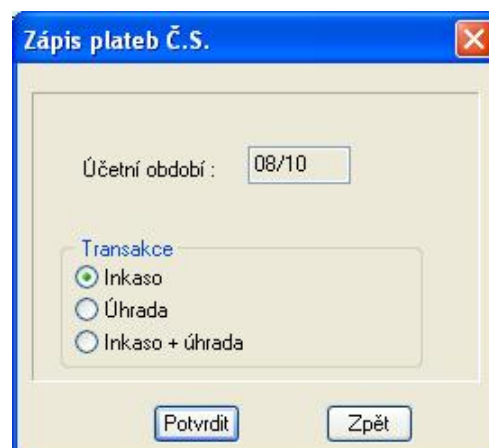 Zápis plateb Č.S.
Účetní období : 08/10
Transakce
Inkaso
Úhrada
Inkaso + úhrada
Potvrdit Zpět